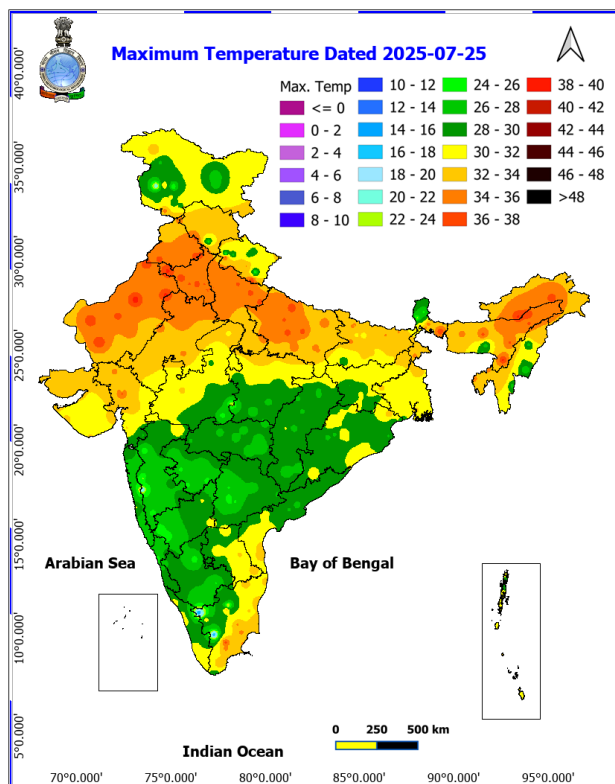 Maximum Temperature Dated 2025-07-25
Max. Temp
<= 0
0 - 2
2 - 4
4 - 6
6 - 8
8 - 10
10 - 12
12 - 14
14 - 16
16 - 18
18 - 20
20 - 22
22 - 24
24 - 26
26 - 28
28 - 30
30 - 32
32 - 34
34 - 36
36 - 38
38 - 40
40 - 42
42 - 44
44 - 46
46 - 48
>48
40°0.000'
35°0.000'
30°0.000'
25°0.000'
20°0.000'
15°0.000'
10°0.000'
5°0.000'
Arabian Sea
Bay of Bengal
Indian Ocean
0 250 500 km
70°0.000' 75°0.000' 80°0.000' 85°0.000' 90°0.000' 95°0.000'